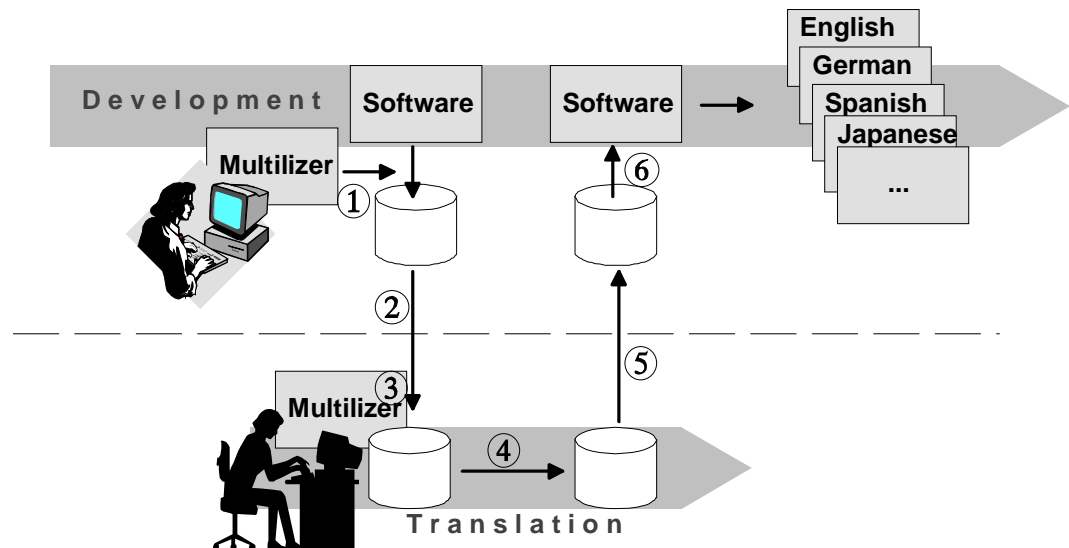 English
German
Spanish
Japanese
...
Development
Software
Software
Multilizer
1
6
2
5
3
Multilizer
4
Translation